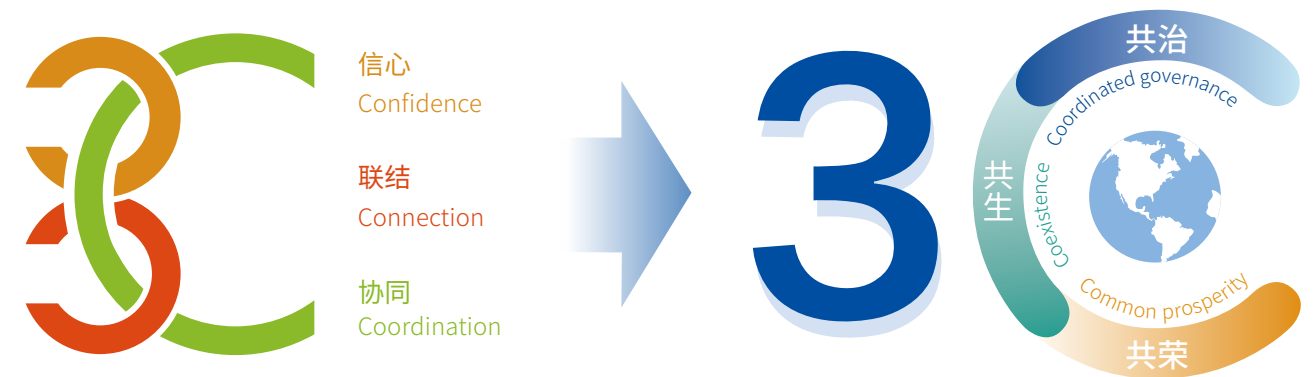 3C
信心
Confidence
联结
Connection
协同
Coordination
3
共治
Coordinated governance
共生
Coexistence
Common prosperity
共荣